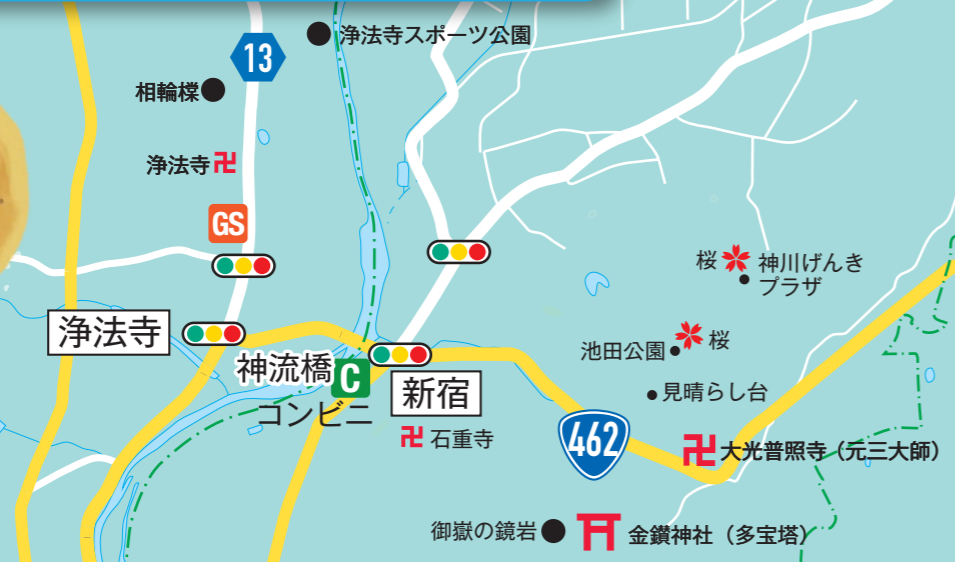 浄法寺スポーツ公園
13
相輪橖
浄法寺
GS
桜
神川げんき
プラザ
浄法寺
桜
池田公園
神流橋
C
コンビニ
新宿
見晴らし台
石重寺
462
大光普照寺（元三大師）
御嶽の鏡岩
金鑚神社（多宝塔）